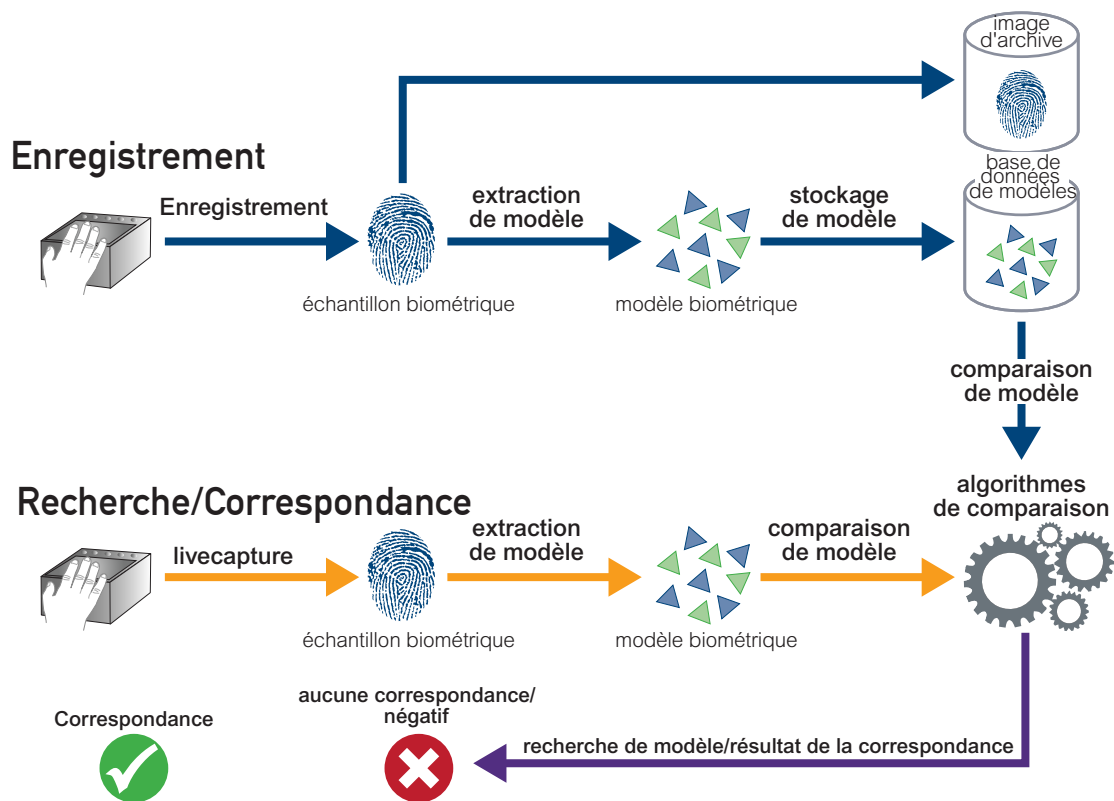 image
d'archive
Enregistrement
base de
données
de modèles
Enregistrement
extraction
de modèle
stockage
de modèle
échantillon biométrique
modèle biométrique
comparaison
de modèle
Recherche/Correspondance
algorithmes
de comparaison
livecapture
extraction
de modèle
comparaison
de modèle
échantillon biométrique
modèle biométrique
Correspondance
aucune correspondance/
négatif
recherche de modèle/résultat de la correspondance